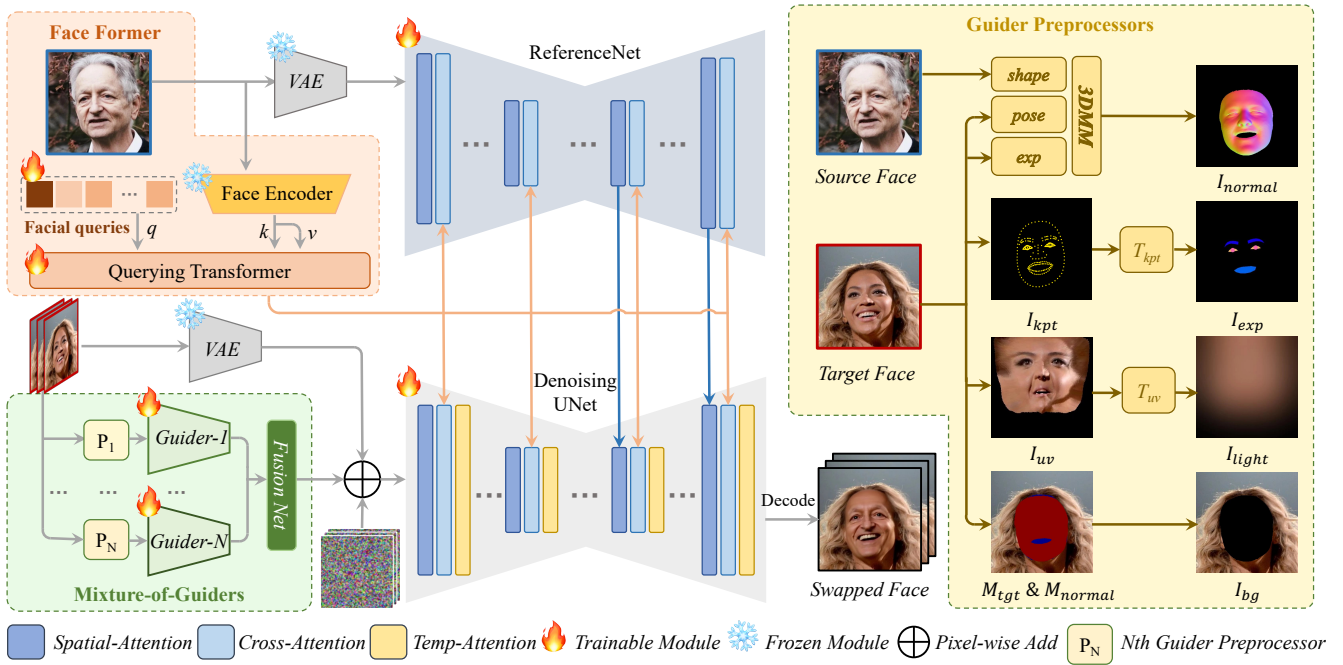 Face Former
VAE
Face Encoder
Facial queries
q
k
v
Querying Transformer
VAE
P1
Guider-1
...
...
...
PN
Guider-N
Fusion Net
Mixture-of-Guiders
ReferenceNet
...
...
...
Denoising
UNet
...
...
...
Decode
Swapped Face
Guider Preprocessors
Source Face
shape
pose
exp
3DMM
I_normal
Target Face
I_kpt
T_kpt
I_exp
I_uv
T_uv
I_light
M_tgt & M_normal
I_bg
Spatial-Attention
Cross-Attention
Temp-Attention
Trainable Module
Frozen Module
Pixel-wise Add
PN
Nth Guider Preprocessor